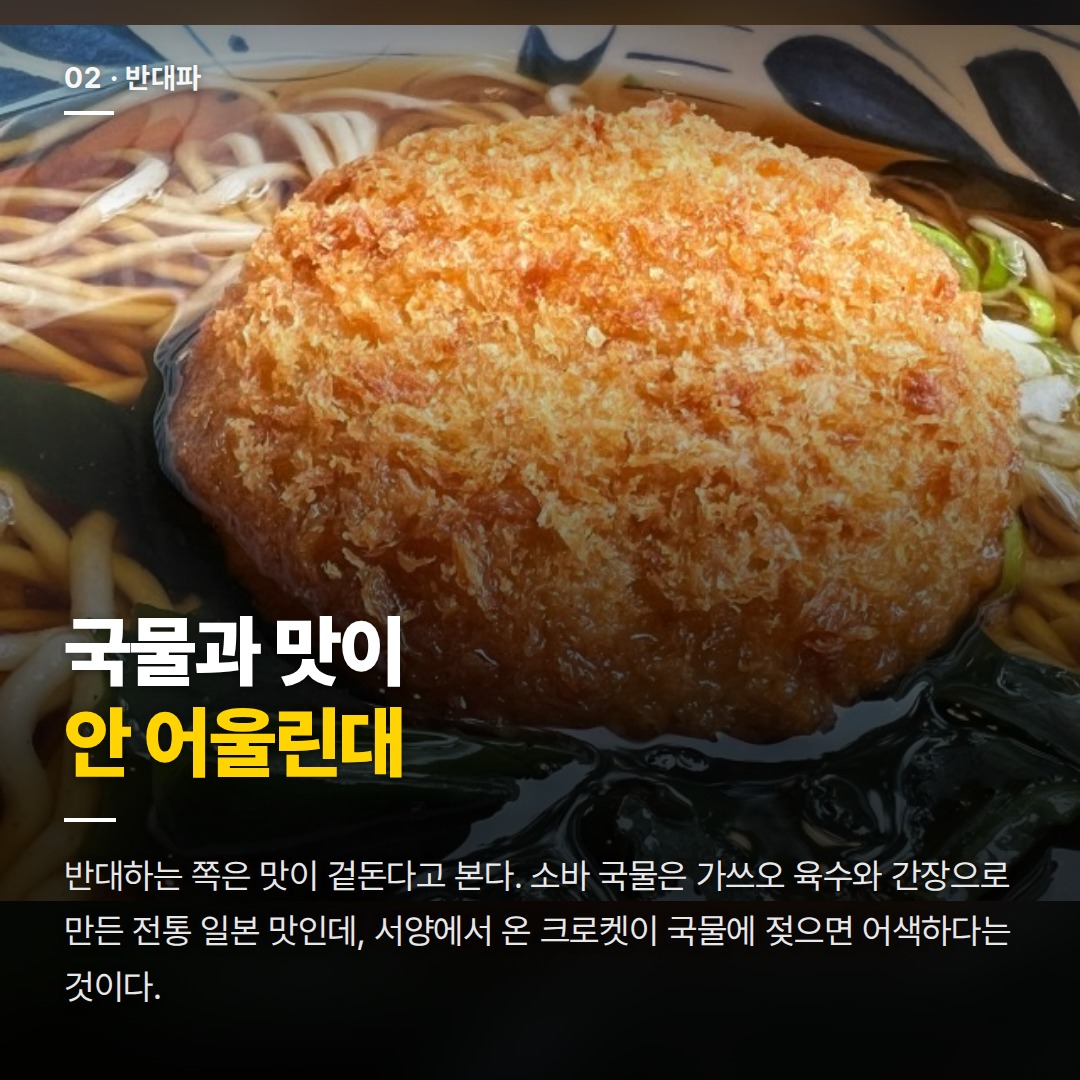 02 · 반대파
국물과 맛이
안 어울린대
반대하는 쪽은 맛이 겉돈다고 본다. 소바 국물은 가쓰오 육수와 간장으로
만든 전통 일본 맛인데, 서양에서 온 크로켓이 국물에 젖으면 어색하다는
것이다.